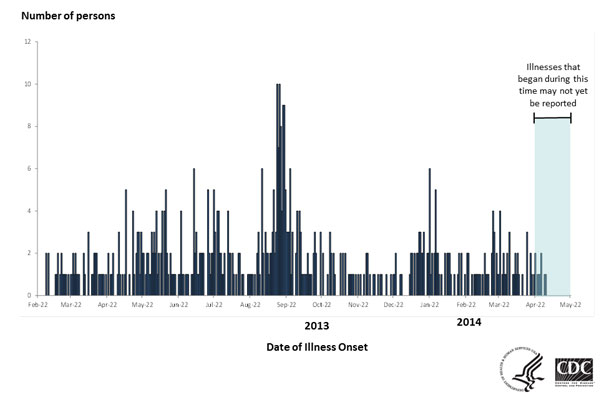 Number of persons
12
10
8
6
4
2
0
Illnesses that
began during this
time may not yet
be reported
Feb-22 Mar-22 Apr-22 May-22 Jun-22 Jul-22 Aug-22 Sep-22 Oct-22 Nov-22 Dec-22 Jan-22 Feb-22 Mar-22 Apr-22 May-22
2013 2014
Date of Illness Onset
CDC